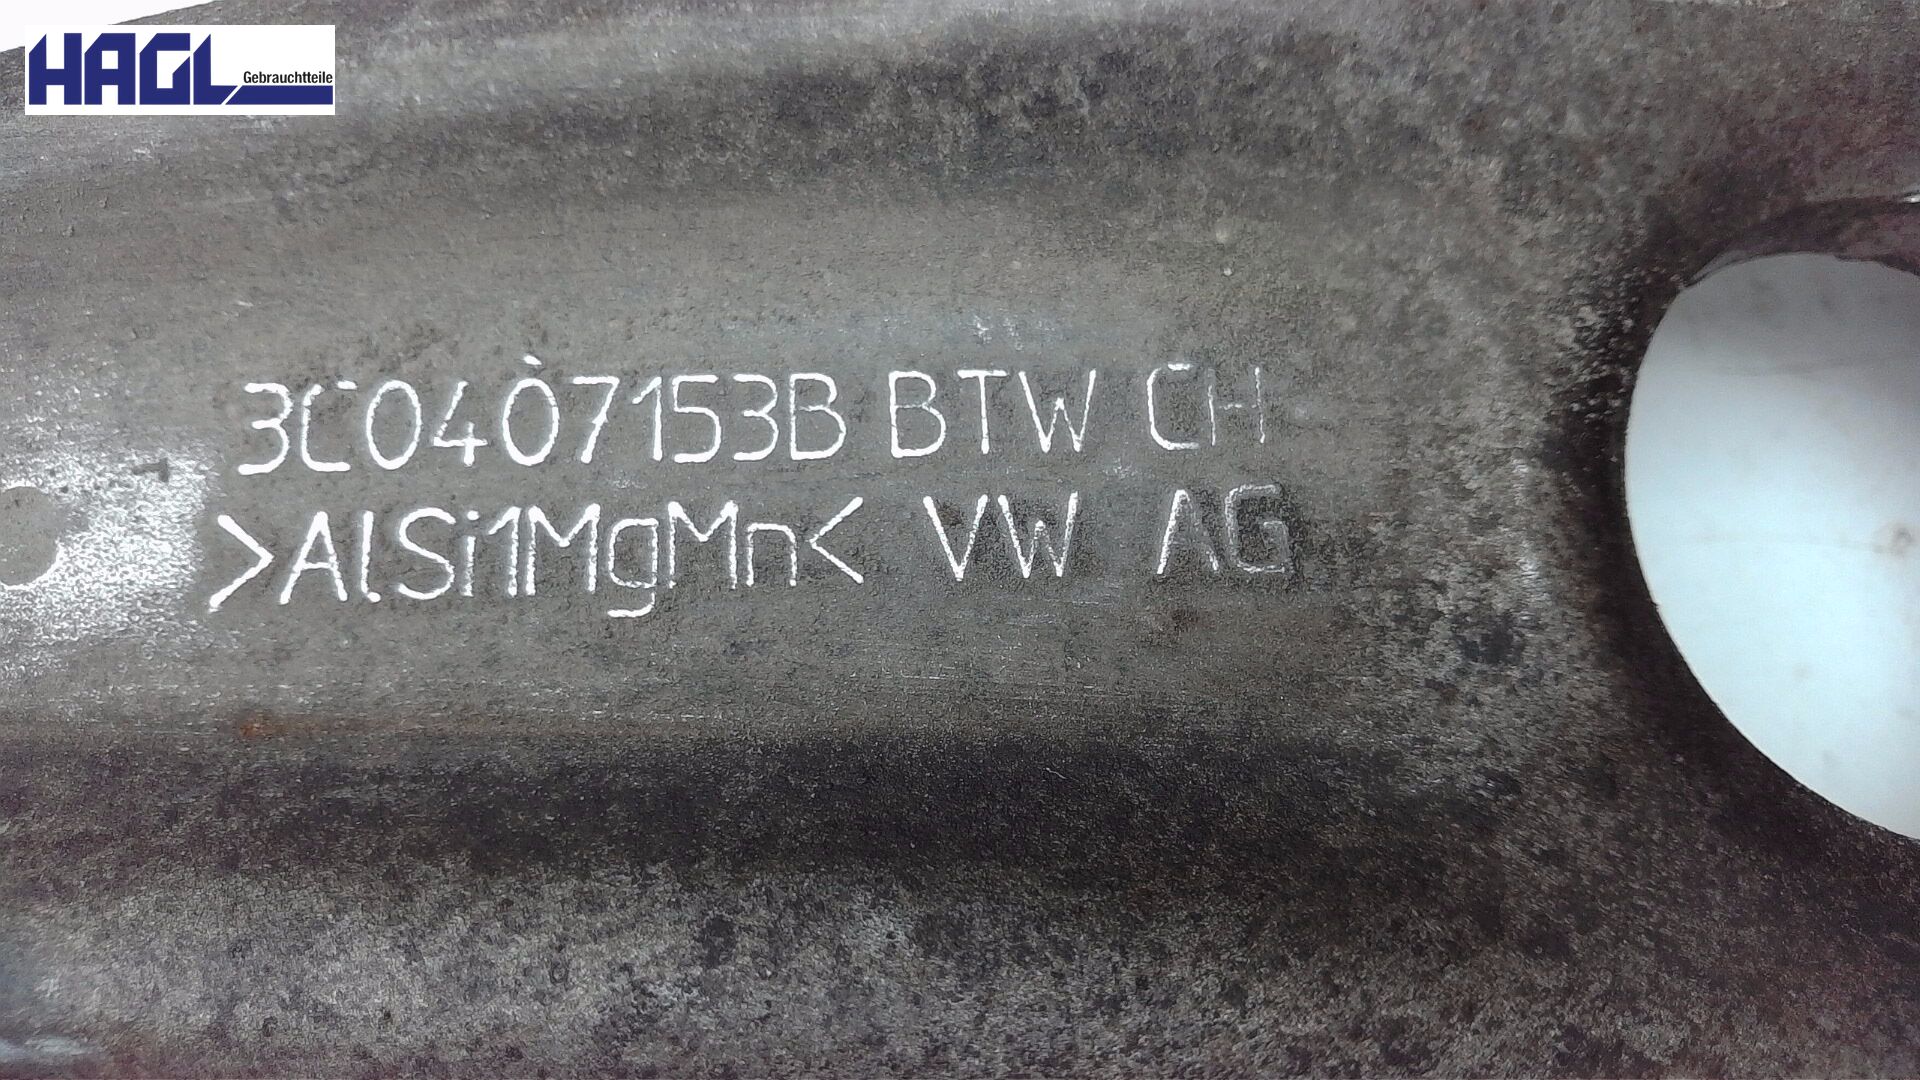 HAGL Gebrauchtteile
3C0407153B BTW CH
>AlSi1MgMn< VW AG